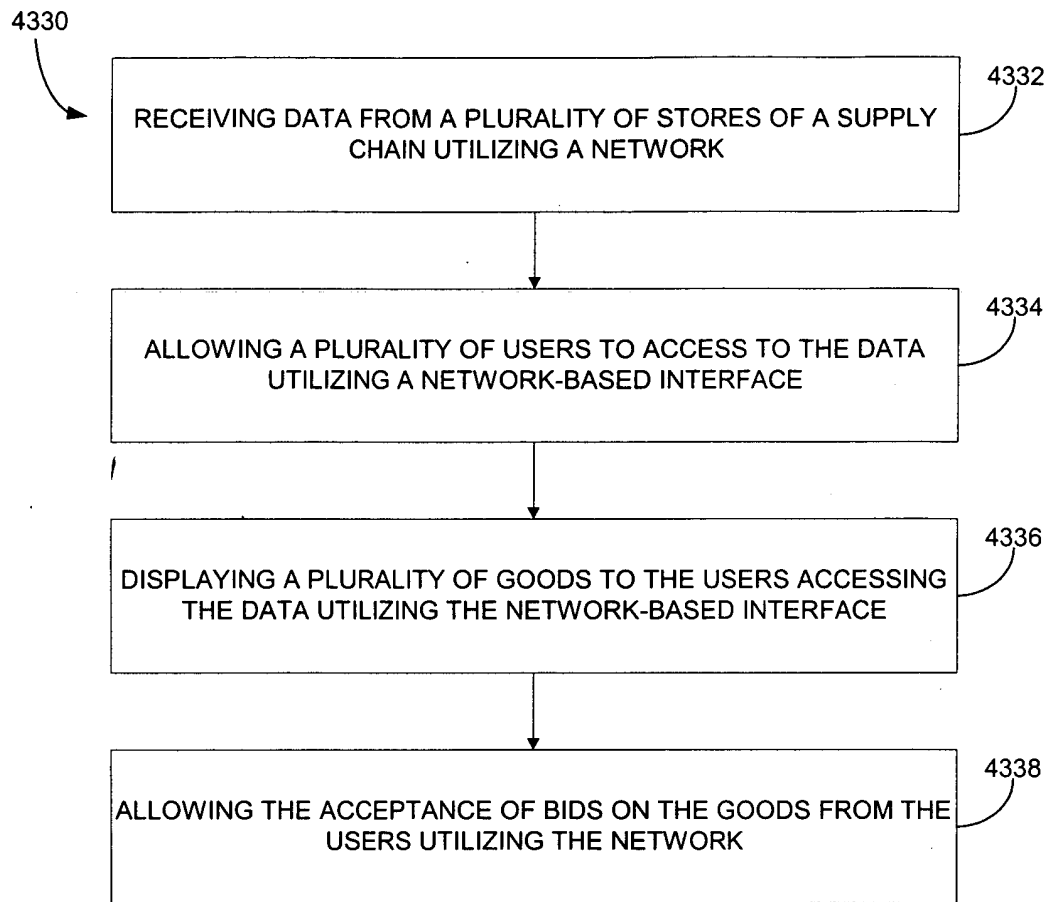 4330
4332
RECEIVING DATA FROM A PLURALITY OF STORES OF A SUPPLY
CHAIN UTILIZING A NETWORK
4334
ALLOWING A PLURALITY OF USERS TO ACCESS TO THE DATA
UTILIZING A NETWORK-BASED INTERFACE
4336
DISPLAYING A PLURALITY OF GOODS TO THE USERS ACCESSING
THE DATA UTILIZING THE NETWORK-BASED INTERFACE
4338
ALLOWING THE ACCEPTANCE OF BIDS ON THE GOODS FROM THE
USERS UTILIZING THE NETWORK